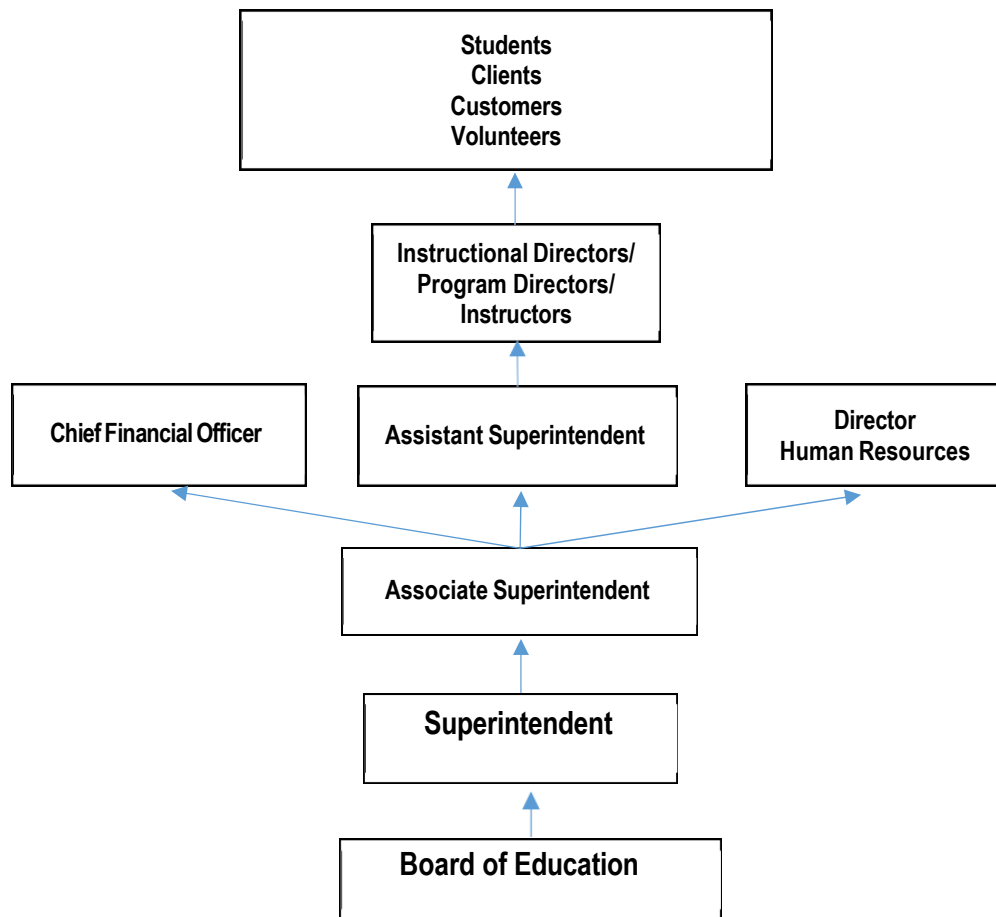 Students
Clients
Customers
Volunteers
Instructional Directors/
Program Directors/
Instructors
Chief Financial Officer
Assistant Superintendent
Director
Human Resources
Associate Superintendent
Superintendent
Board of Education